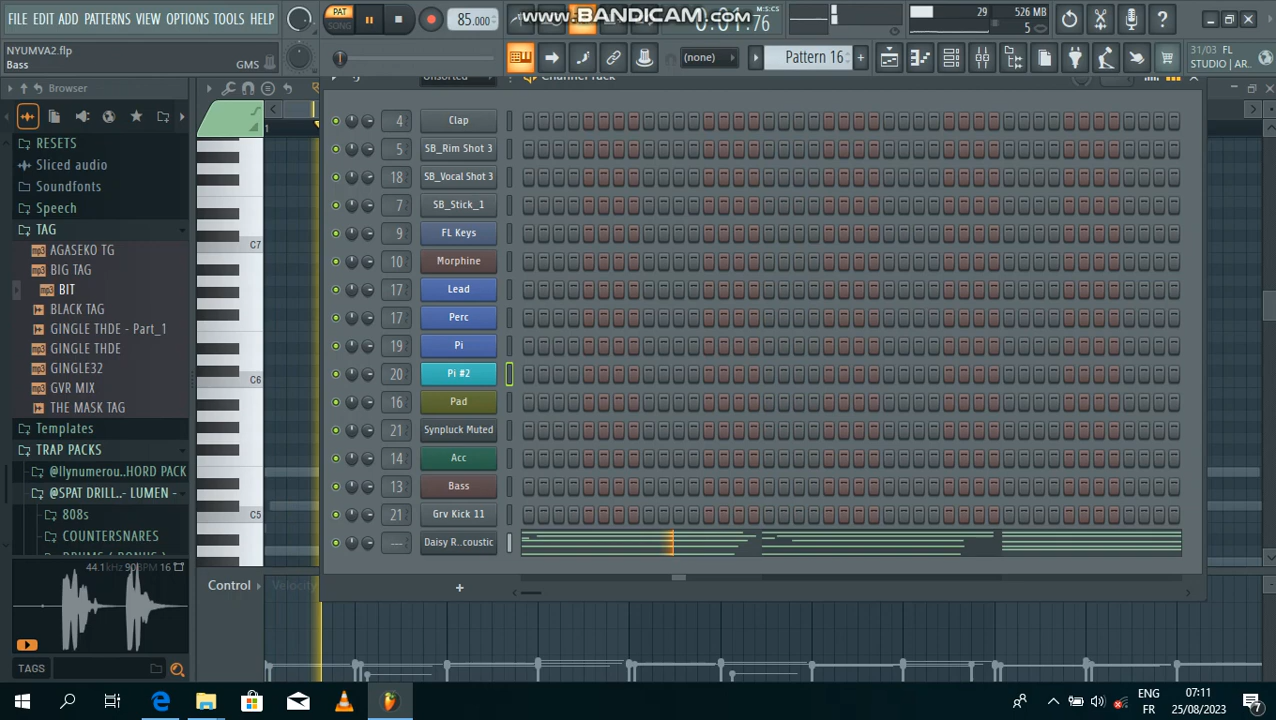 FILE EDIT ADD PATTERNS VIEW OPTIONS TOOLS HELP
PAT
SONG
85.000
www.BANDICAM.com
0:01:76
M:S:CS
29
526 MB
5
NYUMVA2.flp
Bass
GMS
(none)
Pattern 16
31/03 FL
STUDIO | AR..
Browser
Channel rack
RESETS
Sliced audio
Soundfonts
Speech
TAG
AGASEKO TG
BIG TAG
BIT
BLACK TAG
GINGLE THDE - Part_1
GINGLE THDE
GINGLE32
GVR MIX
THE MASK TAG
Templates
TRAP PACKS
@llynumerou..HORD PACK
@SPAT DRILL..- LUMEN -
808s
COUNTERSNARES
DRUMS ( BONUS )
44.1kHz 90BPM 16
TAGS
1
C7
C6
C5
4 Clap
5 SB_Rim Shot 3
18 SB_Vocal Shot 3
7 SB_Stick_1
9 FL Keys
10 Morphine
17 Lead
17 Perc
19 Pi
20 Pi #2
16 Pad
21 Synpluck Muted
14 Acc
13 Bass
21 Grv Kick 11
--- Daisy R..coustic
+
Control
Velocity
ENG
FR
07:11
25/08/2023
7